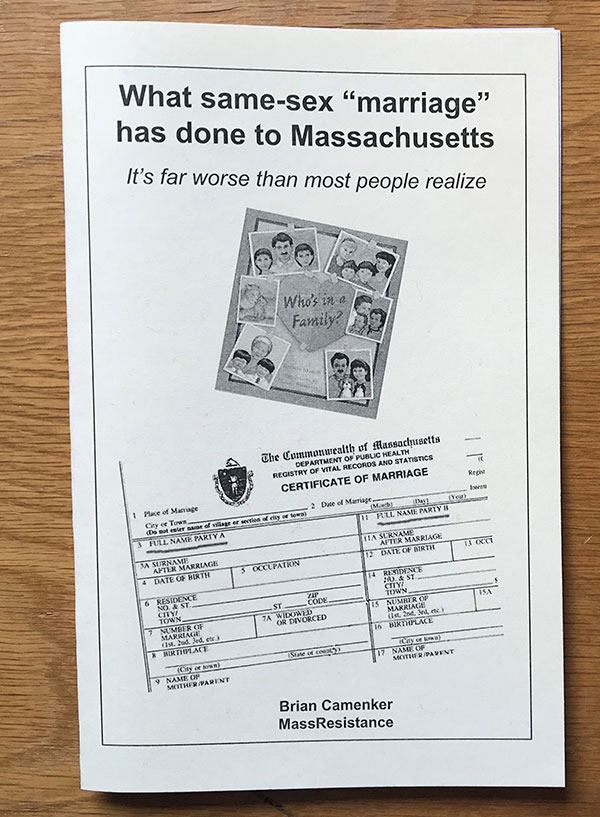 What same-sex “marriage”
has done to Massachusetts
It’s far worse than most people realize
Who's in a
Family?
The Commonwealth of Massachusetts
DEPARTMENT OF PUBLIC HEALTH
REGISTRY OF VITAL RECORDS AND STATISTICS
CERTIFICATE OF MARRIAGE
Regist
1 Place of Marriage
2 Date of Marriage
(Month) (Day) (Year)
City or Town
(Do not enter name of village or section of city or town)
3 FULL NAME PARTY A
11 FULL NAME PARTY B
3A SURNAME
AFTER MARRIAGE
11A SURNAME
AFTER MARRIAGE
4 DATE OF BIRTH
5 OCCUPATION
12 DATE OF BIRTH
13 OCCU
6 RESIDENCE
NO. & ST.
CITY/
TOWN
ST
ZIP
CODE
14 RESIDENCE
NO. & ST.
CITY/
TOWN
7 NUMBER OF
MARRIAGE
(1st, 2nd, 3rd, etc.)
7A WIDOWED
OR DIVORCED
15 NUMBER OF
MARRIAGE
(1st, 2nd, 3rd, etc.)
15A
8 BIRTHPLACE
(City or town)
(State or country)
16 BIRTHPLACE
(City or town)
9 NAME OF
MOTHER/PARENT
17 NAME OF
MOTHER/PARENT
Brian Camenker
MassResistance